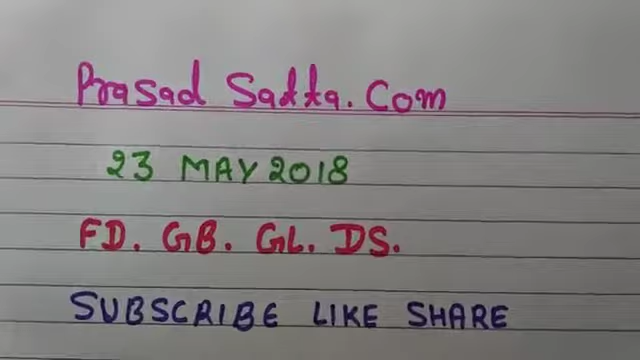 Prasad Satta.Com
23 MAY 2018
FD. GB. GL. DS.
SUBSCRIBE LIKE SHARE